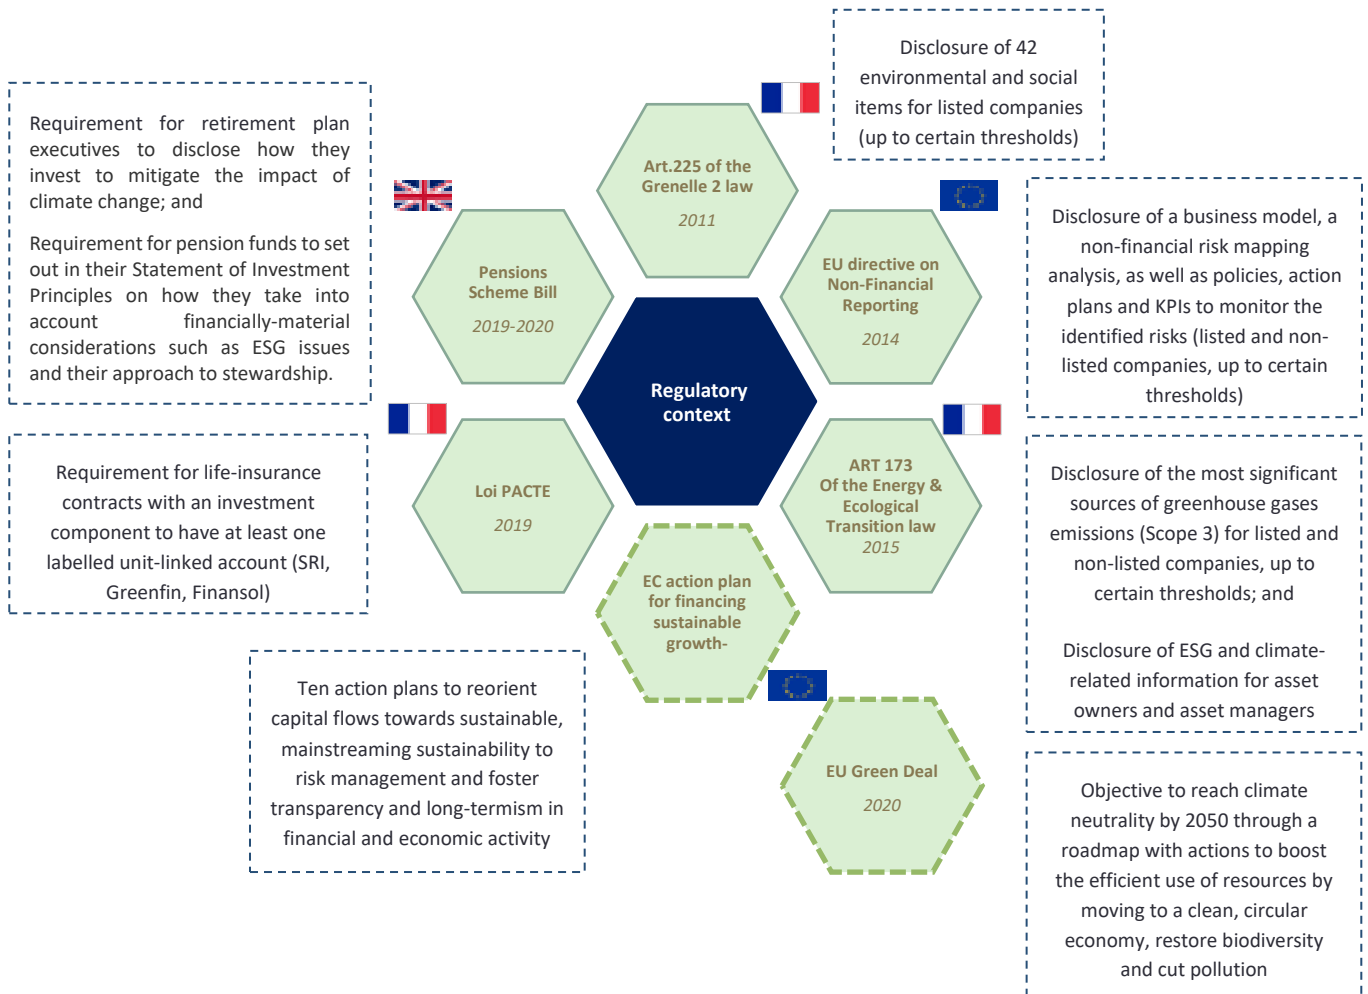 Disclosure of 42
environmental and social
items for listed companies
(up to certain thresholds)
Requirement for retirement plan
executives to disclose how they
invest to mitigate the impact of
climate change; and
Requirement for pension funds to set
out in their Statement of Investment
Principles on how they take into
account financially-material
considerations such as ESG issues
and their approach to stewardship.
Art.225 of the
Grenelle 2 law
2011
Pensions
Scheme Bill
2019-2020
EU directive on
Non-Financial
Reporting
2014
Disclosure of a business model, a
non-financial risk mapping
analysis, as well as policies, action
plans and KPIs to monitor the
identified risks (listed and non-
listed companies, up to certain
thresholds)
Regulatory
context
Requirement for life-insurance
contracts with an investment
component to have at least one
labelled unit-linked account (SRI,
Greenfin, Finansol)
Loi PACTE
2019
ART 173
Of the Energy &
Ecological
Transition law
2015
Disclosure of the most significant
sources of greenhouse gases
emissions (Scope 3) for listed and
non-listed companies, up to
certain thresholds; and
Disclosure of ESG and climate-
related information for asset
owners and asset managers
EC action plan
for financing
sustainable
growth-
Ten action plans to reorient
capital flows towards sustainable,
mainstreaming sustainability to
risk management and foster
transparency and long-termism in
financial and economic activity
EU Green Deal
2020
Objective to reach climate
neutrality by 2050 through a
roadmap with actions to boost
the efficient use of resources by
moving to a clean, circular
economy, restore biodiversity
and cut pollution